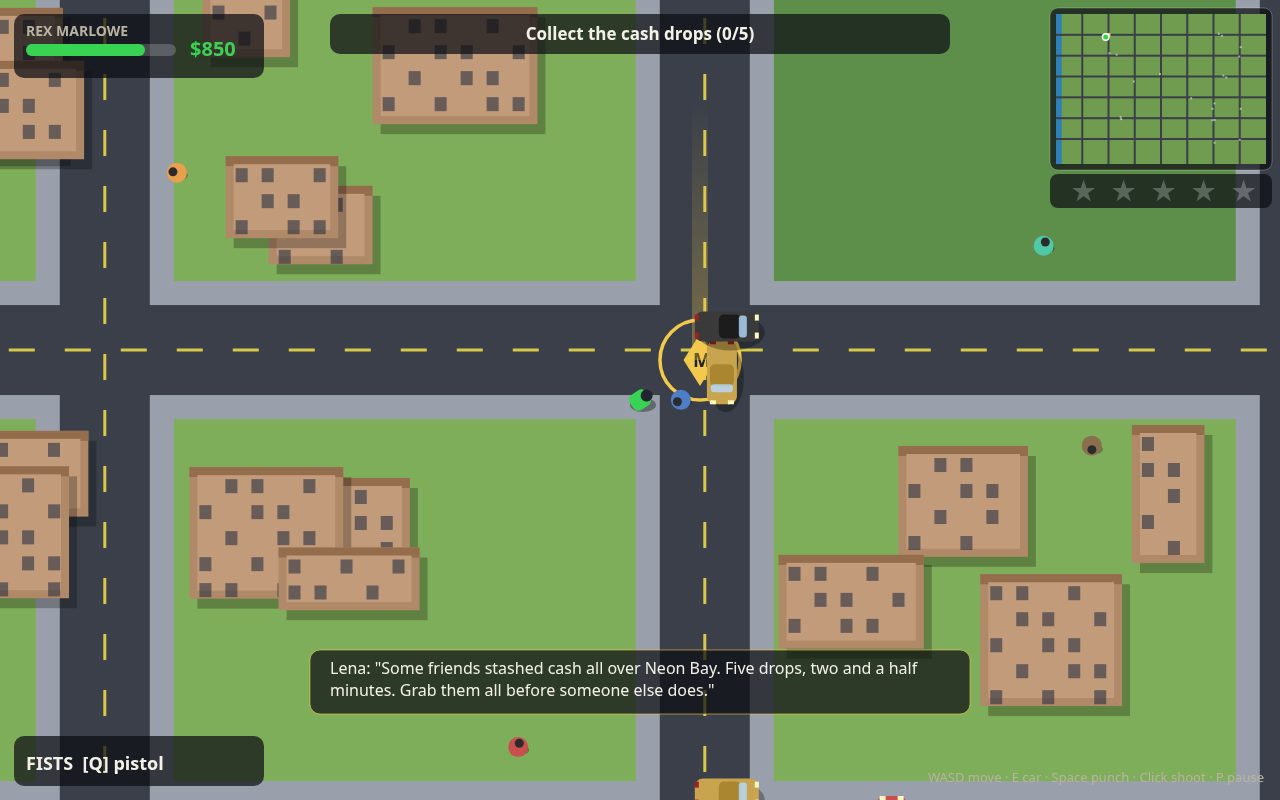 REX MARLOWE
$850
Collect the cash drops (0/5)
M
Lena: "Some friends stashed cash all over Neon Bay. Five drops, two and a half
minutes. Grab them all before someone else does."
FISTS [Q] pistol
WASD move · E car · Space punch · Click shoot · P pause